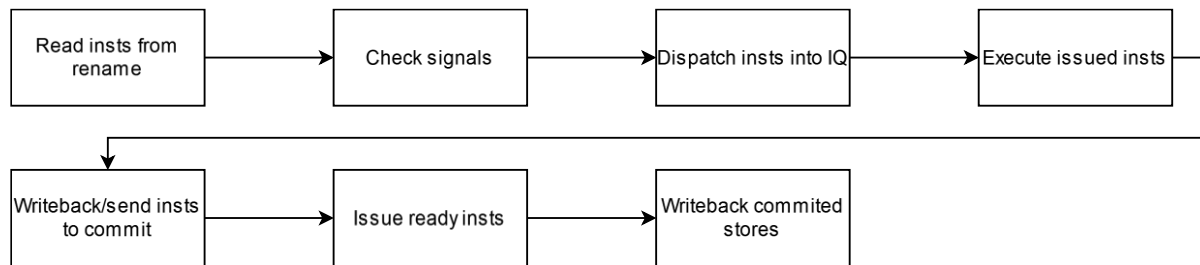 Read insts from
rename
Check signals
Dispatch insts into IQ
Execute issued insts
Writeback/send insts
to commit
Issue ready insts
Writeback commited
stores